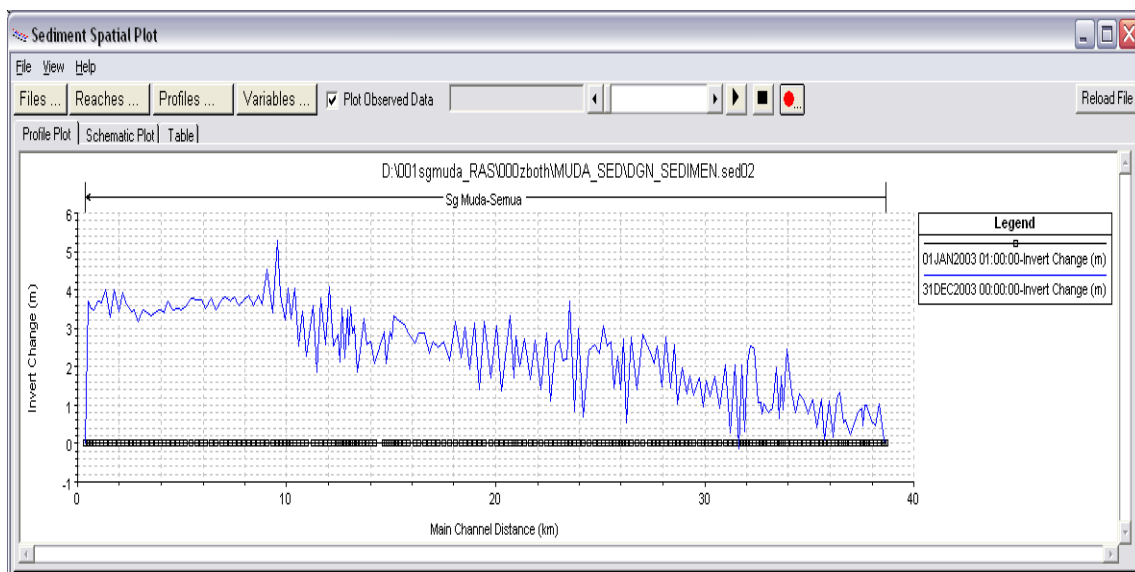 Sediment Spatial Plot
File View Help
Files ... Reaches ... Profiles ... Variables ... Plot Observed Data Reload File
Profile Plot Schematic Plot Table
D:\001sgmuda_RAS\000zboth\MUDA_SED\DGN_SEDIMEN.sed02
Sg Muda-Semua
6
5
4
3
2
1
0
-1
Invert Change (m)
0 10 20 30 40
Main Channel Distance (km)
Legend
01JAN2003 01:00:00-Invert Change (m)
31DEC2003 00:00:00-Invert Change (m)